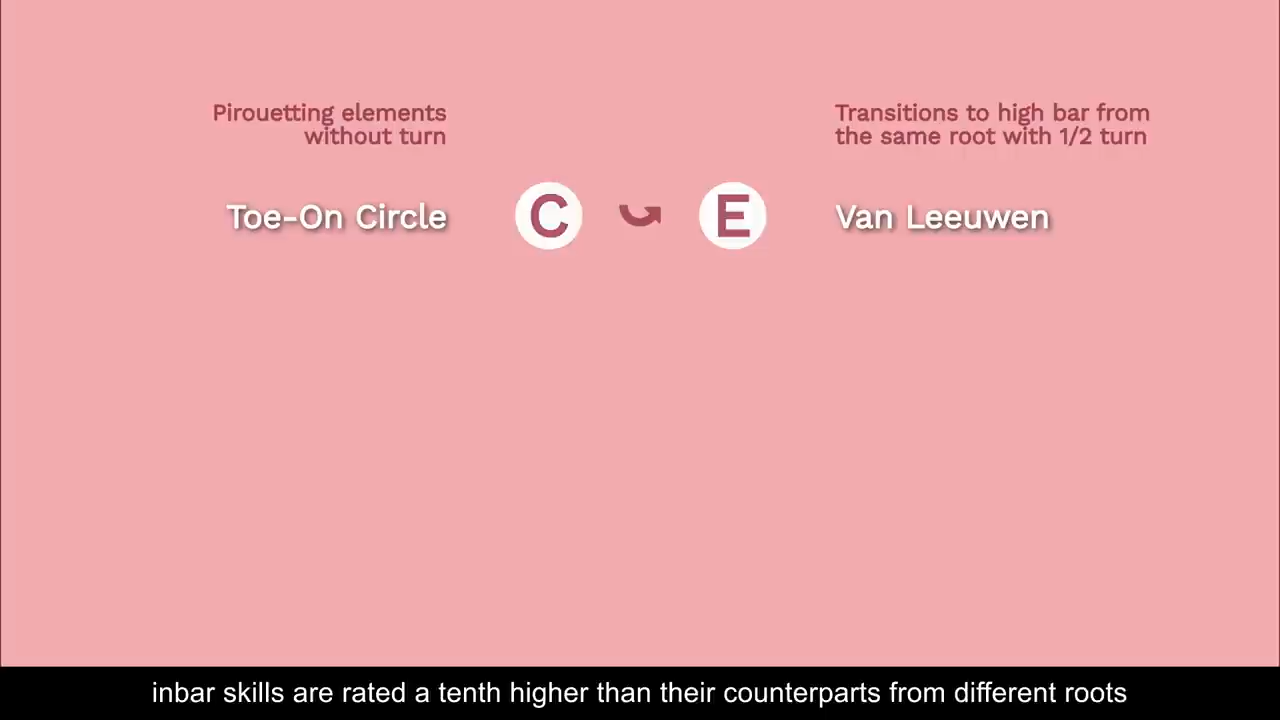 Pirouetting elements
without turn
Transitions to high bar from
the same root with 1/2 turn
Toe-On Circle C E Van Leeuwen
inbar skills are rated a tenth higher than their counterparts from different roots